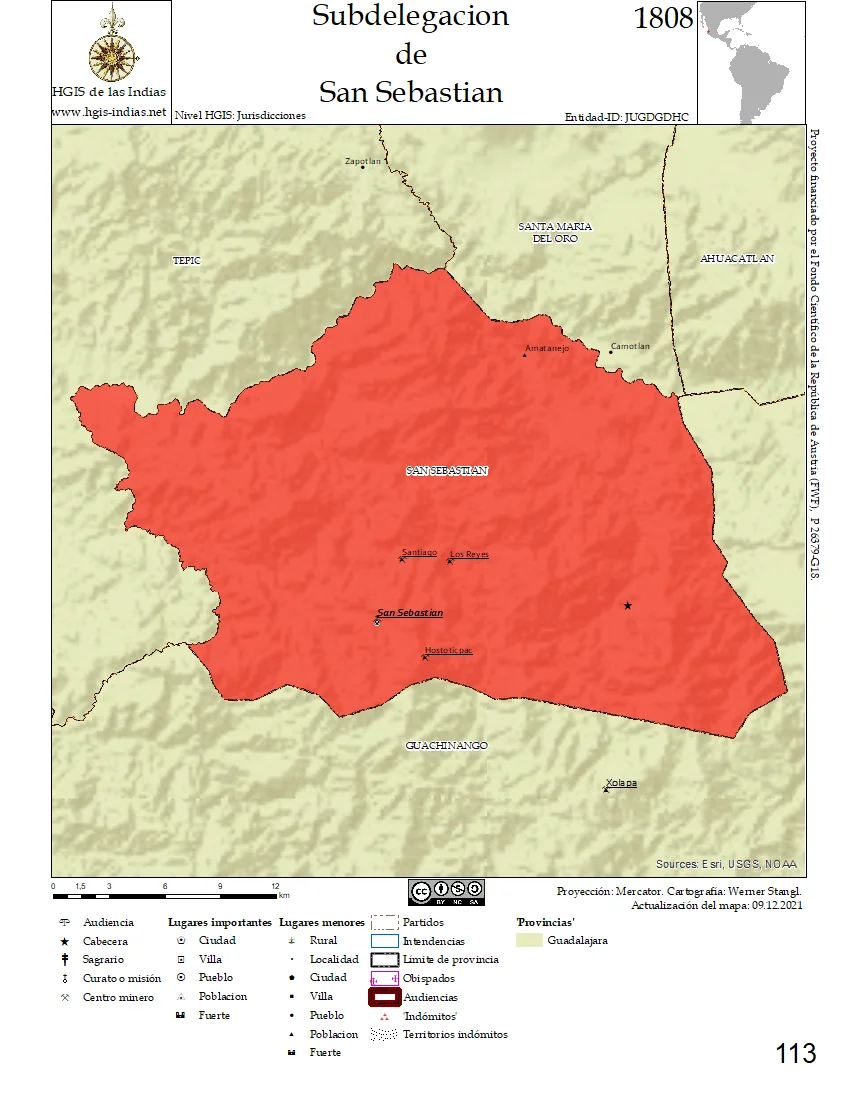 Subdelegacion
de
San Sebastian
1808
HGIS de las Indias
www.hgis-indias.net
Nivel HGIS: Jurisdicciones
Entidad-ID: JUGDGDHC
Proyecto financiado por el Fondo Científico de la República de Austria (FWF), P 26379-G18.
Zapotlan
SANTA MARIA
DEL ORO
TEPIC
AHUACATLAN
Amatanejo
Camotlan
SAN SEBASTIAN
Santiago
Los Reyes
San Sebastian
Hostoticpac
GUACHINANGO
Xolapa
Sources: Esri, USGS, NOAA
0 1,5 3 6 9 12
km
cc
BY NC SA
Proyección: Mercator. Cartografía: Werner Stangl.
Actualización del mapa: 09.12.2021
Audiencia
Cabecera
Sagrario
Curato o misión
Centro minero
Lugares importantes
Ciudad
Villa
Pueblo
Poblacion
Fuerte
Lugares menores
Rural
Localidad
Ciudad
Villa
Pueblo
Poblacion
Fuerte
Partidos
Intendencias
Límite de provincia
Obispados
Audiencias
'Indómitos'
Territorios indómitos
'Provincias'
Guadalajara
113